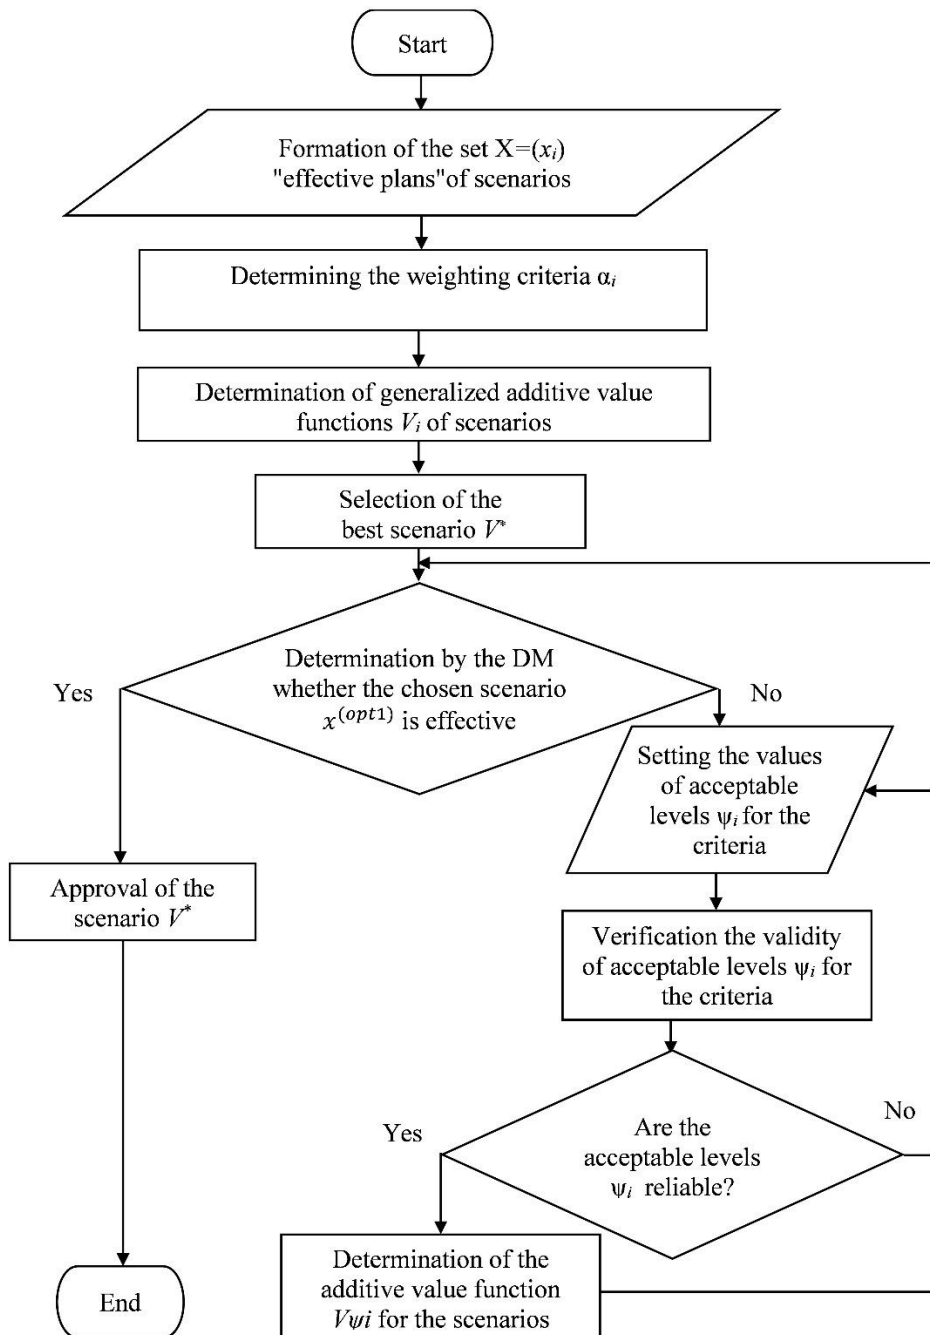 Start
Formation of the set X=(xᵢ)
"effective plans"of scenarios
Determining the weighting criteria αᵢ
Determination of generalized additive value
functions Vᵢ of scenarios
Selection of the
best scenario V*
Determination by the DM
whether the chosen scenario
x^(opt1) is effective
Yes
No
Setting the values
of acceptable
levels ψᵢ for the
criteria
Approval of the
scenario V*
Verification the validity
of acceptable levels ψᵢ for
the criteria
Are the
acceptable levels
ψᵢ reliable?
Yes
No
Determination of the
additive value function
Vψi for the scenarios
End